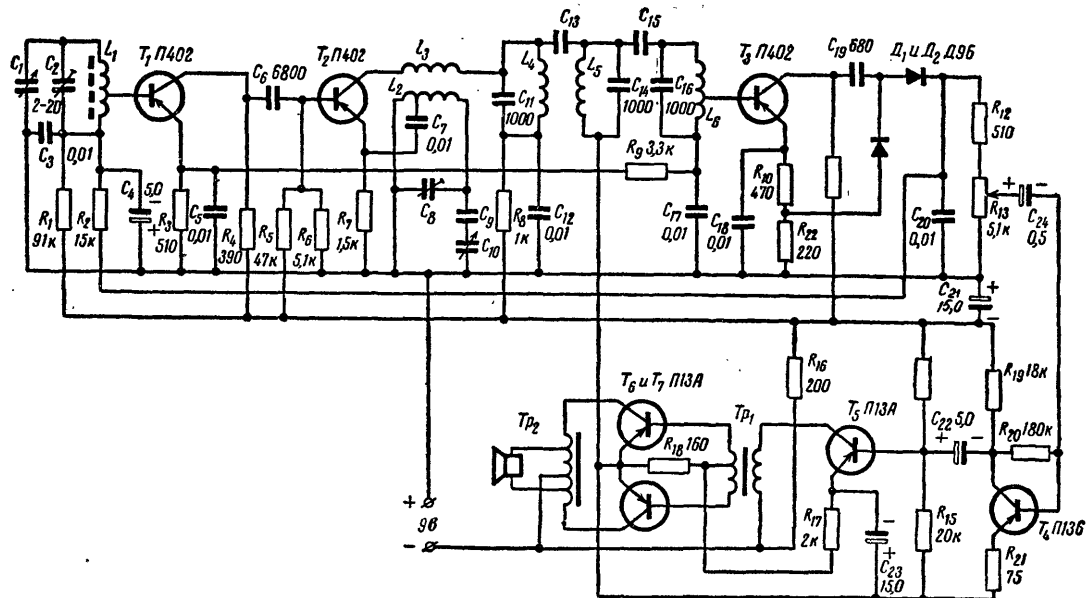 C1
2-20
C2
L1
T1 П402
C3
0,01
C4 5,0
- +
R1
91к
R2
15к
R3
510
C5
0,01
C6 6800
R4
390
R5
47к
R6
5,1к
T2 П402
L3
L2
C7
0,01
R7
1,5к
C8
C9
C10
C11
1000
L4
R8
1к
C12
0,01
C13
L5
C14
1000
C15
C16
1000
L6
R9 3,3к
C17
0,01
T3 П402
C18
0,01
R10
470
R22
220
C19 680
Д1 и Д2 Д9Б
C20
0,01
R12
510
R13
5,1к
+ -
C24
0,5
C21
15,0
+
-
R16
200
T6 и T7 П13А
Тр2
R18 160
Тр1
T5 П13А
R17
2к
-
+
C23
15,0
C22 5,0
+ -
R15
20к
R19 18к
R20 180к
T4 П13Б
R21
75
+
9в
-